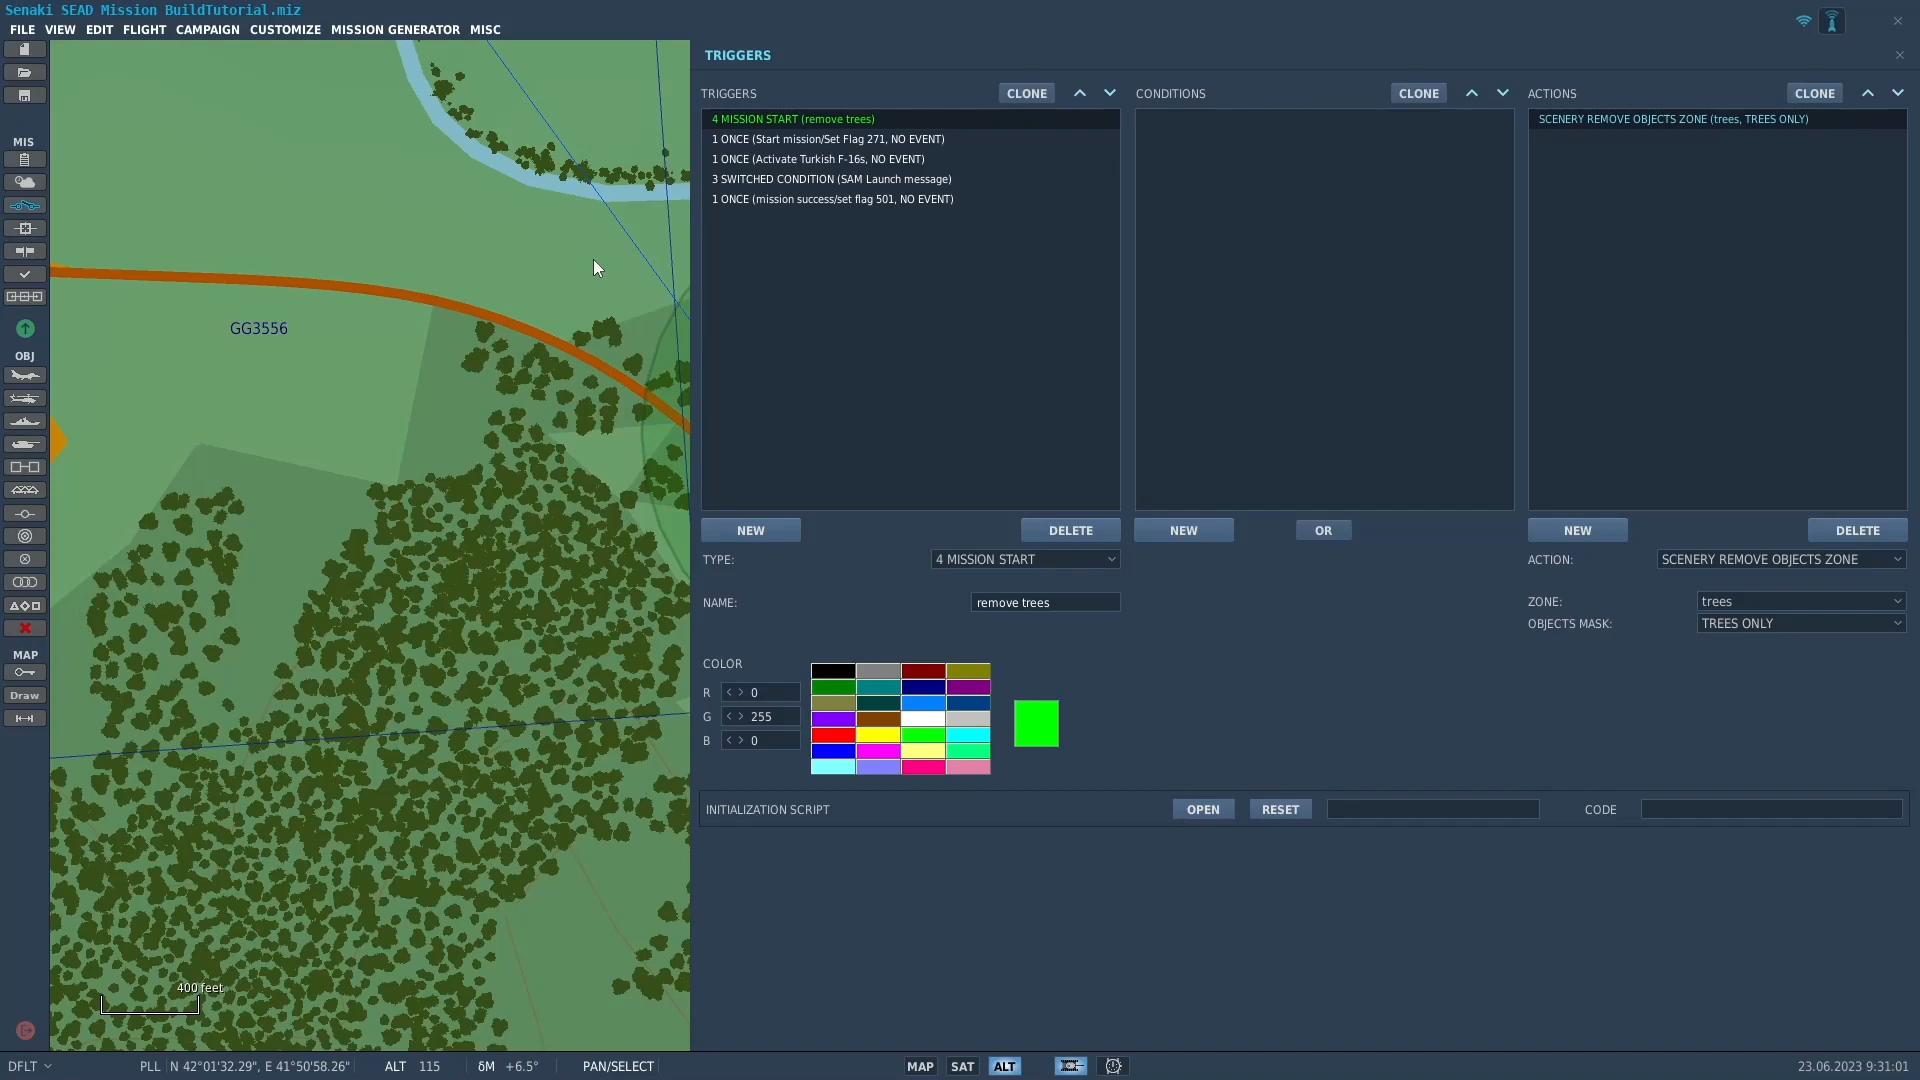 Senaki SEAD Mission BuildTutorial.miz
FILE VIEW EDIT FLIGHT CAMPAIGN CUSTOMIZE MISSION GENERATOR MISC
TRIGGERS
TRIGGERS CLONE CONDITIONS CLONE ACTIONS CLONE
4 MISSION START (remove trees)
1 ONCE (Start mission/Set Flag 271, NO EVENT)
1 ONCE (Activate Turkish F-16s, NO EVENT)
3 SWITCHED CONDITION (SAM Launch message)
1 ONCE (mission success/set flag 501, NO EVENT)
SCENERY REMOVE OBJECTS ZONE (trees, TREES ONLY)
MIS
OBJ
MAP
Draw
GG3556
400 feet
NEW DELETE NEW OR NEW DELETE
TYPE: 4 MISSION START
NAME: remove trees
ACTION: SCENERY REMOVE OBJECTS ZONE
ZONE: trees
OBJECTS MASK: TREES ONLY
COLOR
R < > 0
G < > 255
B < > 0
INITIALIZATION SCRIPT OPEN RESET CODE
DFLT PLL N 42°01'32.29", E 41°50'58.26" ALT 115 δM +6.5° PAN/SELECT MAP SAT ALT 23.06.2023 9:31:01